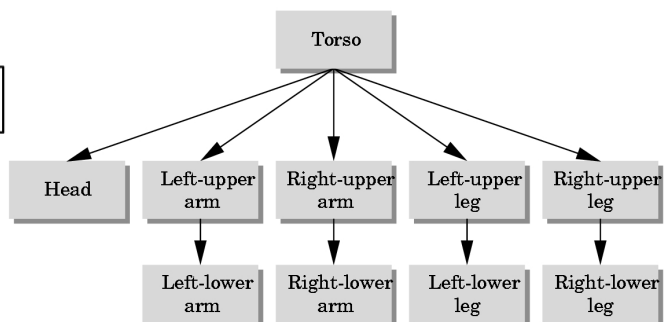 Torso
Head
Left-upper
arm
Right-upper
arm
Left-upper
leg
Right-upper
leg
Left-lower
arm
Right-lower
arm
Left-lower
leg
Right-lower
leg